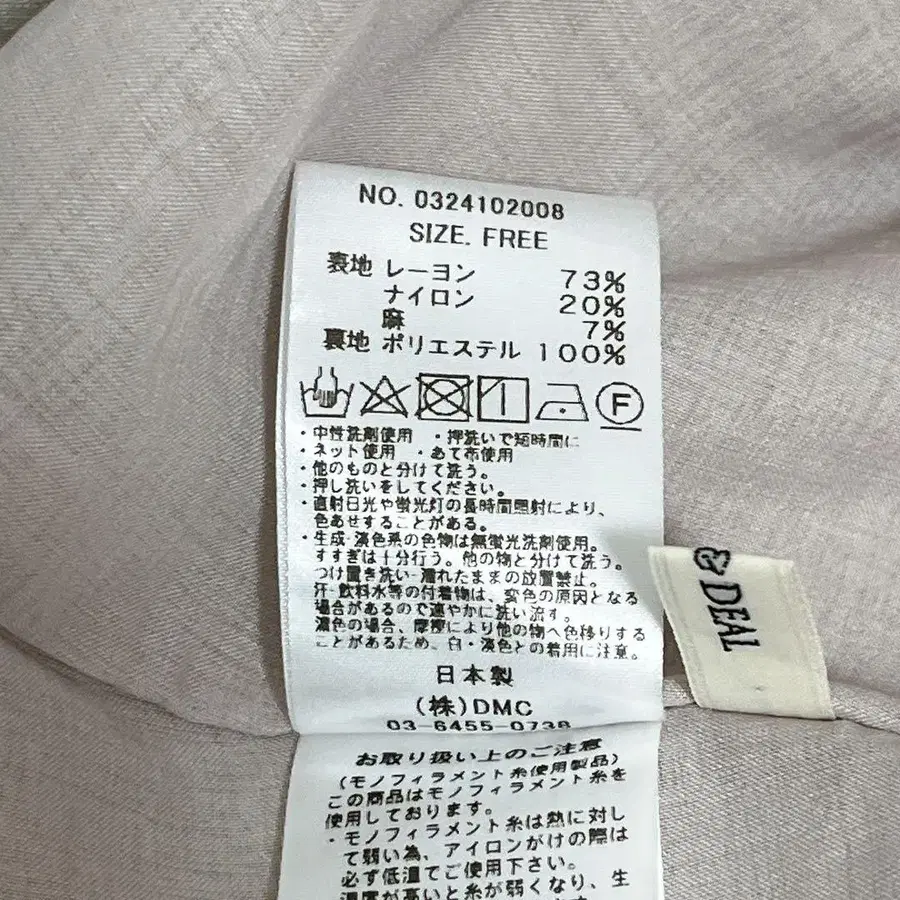 NO. 0324102008
SIZE. FREE
表地 レーヨン 73%
ナイロン 20%
麻 7%
裏地 ポリエステル 100%
F
・中性洗剤使用 ・押洗いで短時間に
・ネット使用 ・あて布使用
・他のものと分けて洗う。
・押し洗いをしてください。
・直射日光や蛍光灯の長時間照射により、
色あせすることがある。
・生成・淡色系の色物は無蛍光洗剤使用。
すすぎは十分行う。他の物と分けて洗う。
つけ置き洗い・濡れたままの放置禁止。
汗・飲料水等の付着物は、変色の原因となる
場合があるので速やかに洗い流す。
濃色の場合、摩擦により他の物へ色移りする
ことがあるため、白・淡色との着用に注意。
日本製
(株)DMC
03-6455-0738
& DEAL
お取り扱い上のご注意
(モノフィラメント糸使用製品)
この商品はモノフィラメント糸を
使用しております。
・モノフィラメント糸は熱に対し
て弱い為、アイロンがけの際は
必ず低温でご使用下さい。
温度が高いと糸が弱くなり、生